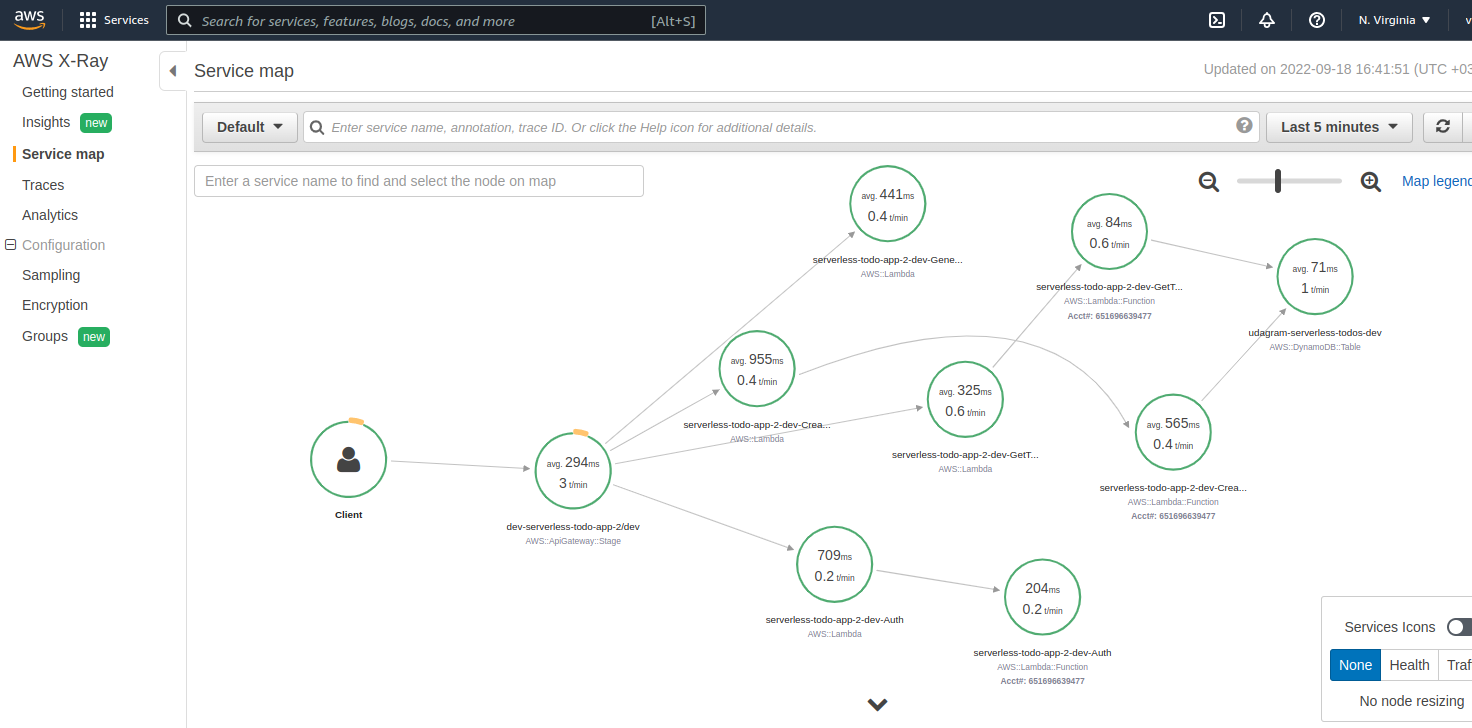 aws
Services
Search for services, features, blogs, docs, and more [Alt+S]
N. Virginia
AWS X-Ray
Getting started
Insights new
Service map
Traces
Analytics
Configuration
Sampling
Encryption
Groups new
Service map
Updated on 2022-09-18 16:41:51 (UTC +03
Default
Enter service name, annotation, trace ID. Or click the Help icon for additional details.
Last 5 minutes
Enter a service name to find and select the node on map
Map legend
avg. 441ms
0.4 t/min
serverless-todo-app-2-dev-Gene...
AWS::Lambda
avg. 84ms
0.6 t/min
serverless-todo-app-2-dev-GetT...
AWS::Lambda::Function
Acct#: 651696639477
avg. 71ms
1 t/min
udagram-serverless-todos-dev
AWS::DynamoDB::Table
avg. 955ms
0.4 t/min
serverless-todo-app-2-dev-Crea...
AWS::Lambda
avg. 325ms
0.6 t/min
serverless-todo-app-2-dev-GetT...
AWS::Lambda
avg. 565ms
0.4 t/min
serverless-todo-app-2-dev-Crea...
AWS::Lambda::Function
Acct#: 651696639477
Client
avg. 294ms
3 t/min
dev-serverless-todo-app-2/dev
AWS::ApiGateway::Stage
709ms
0.2 t/min
serverless-todo-app-2-dev-Auth
AWS::Lambda
204ms
0.2 t/min
serverless-todo-app-2-dev-Auth
AWS::Lambda::Function
Acct#: 651696639477
Services Icons
None Health Traf
No node resizing